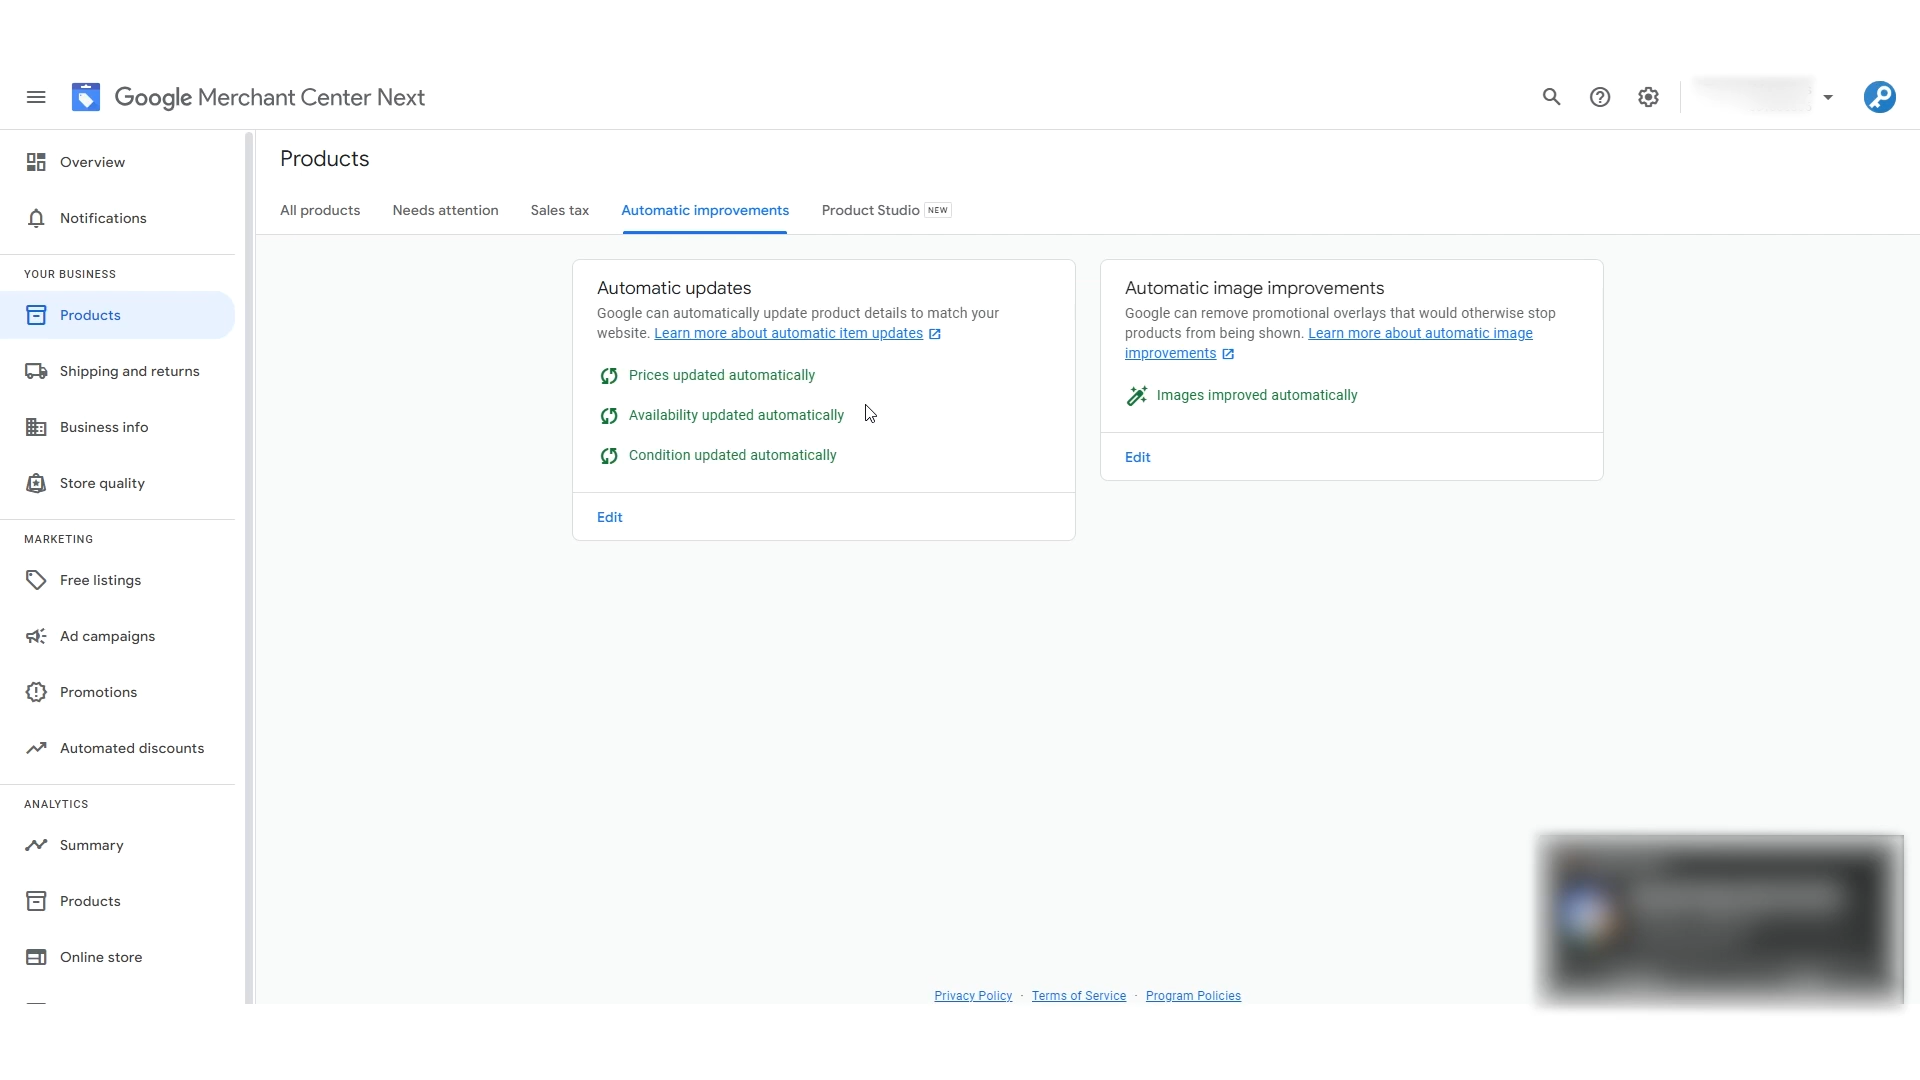 Google Merchant Center Next
Overview
Notifications
YOUR BUSINESS
Products
Shipping and returns
Business info
Store quality
MARKETING
Free listings
Ad campaigns
Promotions
Automated discounts
ANALYTICS
Summary
Products
Online store
Products
All products
Needs attention
Sales tax
Automatic improvements
Product Studio NEW
Automatic updates
Google can automatically update product details to match your
website. Learn more about automatic item updates
Prices updated automatically
Availability updated automatically
Condition updated automatically
Edit
Automatic image improvements
Google can remove promotional overlays that would otherwise stop
products from being shown. Learn more about automatic image
improvements
Images improved automatically
Edit
Privacy Policy · Terms of Service · Program Policies